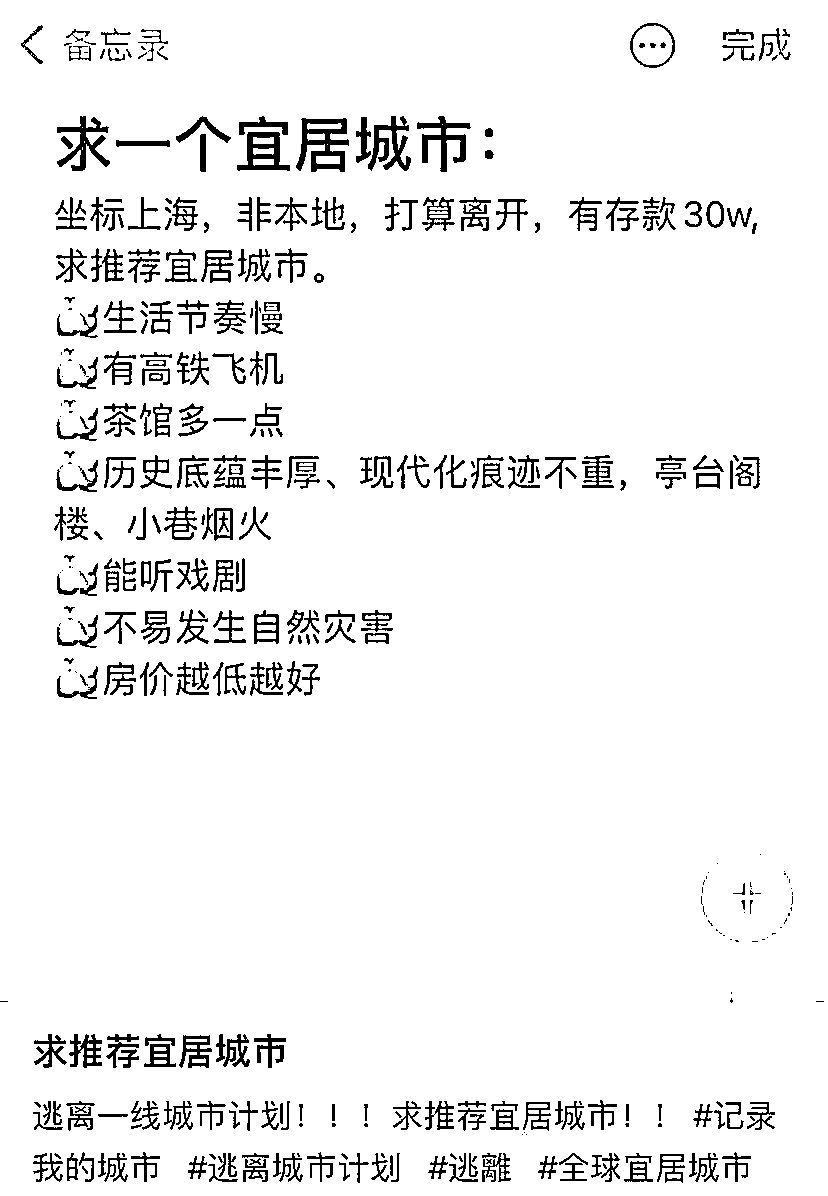 备忘录
完成
求一个宜居城市：
坐标上海，非本地，打算离开，有存款30w,
求推荐宜居城市。
🐳生活节奏慢
🐳有高铁飞机
🐳茶馆多一点
🐳历史底蕴丰厚、现代化痕迹不重，亭台阁
楼、小巷烟火
🐳能听戏剧
🐳不易发生自然灾害
🐳房价越低越好
求推荐宜居城市
逃离一线城市计划！！！求推荐宜居城市！！ #记录
我的城市 #逃离城市计划 #逃離 #全球宜居城市